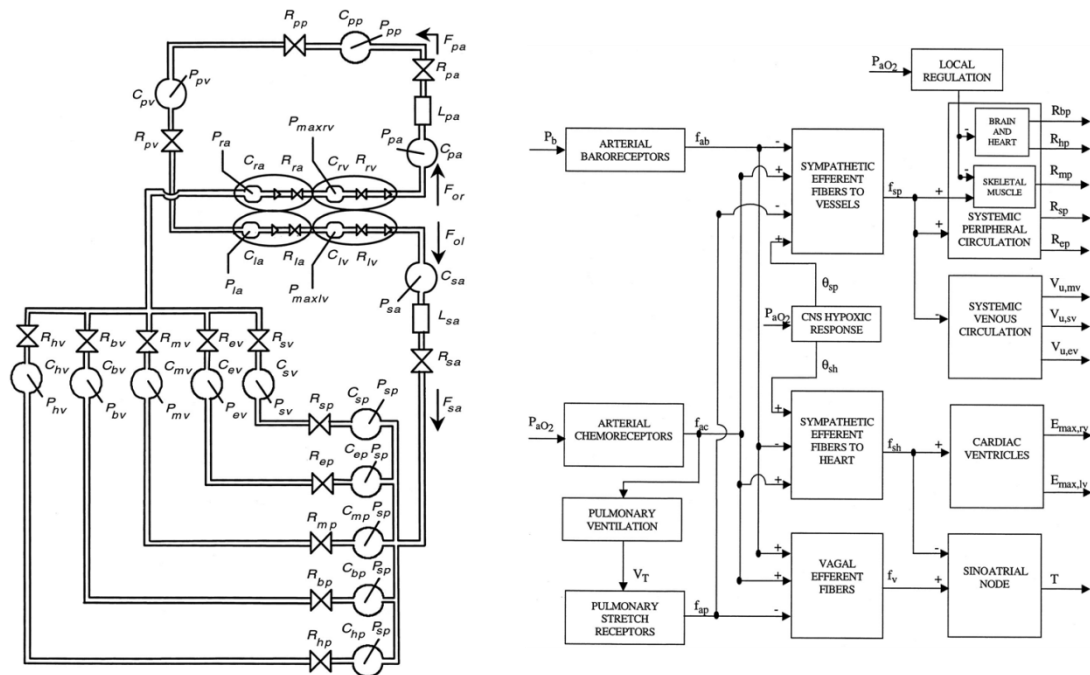 R_pp C_pp P_pp F_pa
R_pa
P_pv
C_pv
L_pa
R_pv
P_maxrv
P_pa
C_pa
P_ra C_ra R_ra C_rv R_rv
F_or
F_ol
C_la R_la C_lv R_lv
C_sa
P_la P_maxlv P_sa
L_sa
R_hv R_bv R_mv R_ev R_sv
R_sa
C_hv C_bv C_mv C_ev C_sv
P_hv P_bv P_mv P_ev P_sv
F_sa
R_sp C_sp P_sp
R_ep C_ep P_sp
R_mp C_mp P_sp
R_bp C_bp P_sp
R_hp C_hp P_sp
P_aO2
LOCAL
REGULATION
P_b
ARTERIAL
BARORECEPTORS
f_ab
-
+
-
+
SYMPATHETIC
EFFERENT
FIBERS TO
VESSELS
f_sp
-
-
+
+
BRAIN
AND
HEART
SKELETAL
MUSCLE
SYSTEMIC
PERIPHERAL
CIRCULATION
R_bp
R_hp
R_mp
R_sp
R_ep
θ_sp
P_aO2
CNS HYPOXIC
RESPONSE
θ_sh
-
SYSTEMIC
VENOUS
CIRCULATION
V_u,mv
V_u,sv
V_u,ev
P_aO2
ARTERIAL
CHEMORECEPTORS
f_ac
+
-
+
SYMPATHETIC
EFFERENT
FIBERS TO
HEART
f_sh
+
CARDIAC
VENTRICLES
E_max,rv
E_max,lv
PULMONARY
VENTILATION
V_T
PULMONARY
STRETCH
RECEPTORS
f_ap
+
+
-
VAGAL
EFFERENT
FIBERS
f_v
-
+
SINOATRIAL
NODE
T